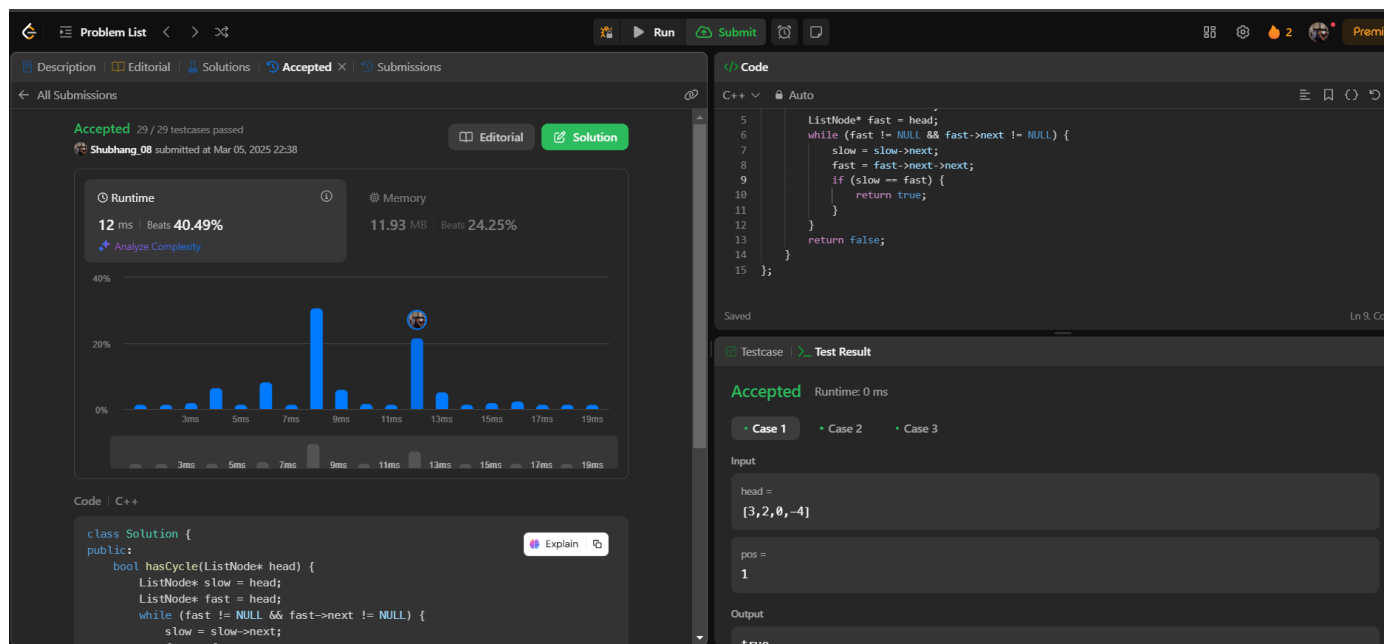 Problem List
Run
Submit
2
Premi
Description
Editorial
Solutions
Accepted
Submissions
All Submissions
Accepted 29 / 29 testcases passed
Shubhang_08 submitted at Mar 05, 2025 22:38
Editorial
Solution
Runtime
12 ms | Beats 40.49%
Analyze Complexity
Memory
11.93 MB | Beats 24.25%
40%
20%
0%
3ms 5ms 7ms 9ms 11ms 13ms 15ms 17ms 19ms
3ms 5ms 7ms 9ms 11ms 13ms 15ms 17ms 19ms
Code | C++
Explain
class Solution {
public:
bool hasCycle(ListNode* head) {
ListNode* slow = head;
ListNode* fast = head;
while (fast != NULL && fast->next != NULL) {
slow = slow->next;
</> Code
C++
Auto
5 ListNode* fast = head;
6 while (fast != NULL && fast->next != NULL) {
7 slow = slow->next;
8 fast = fast->next->next;
9 if (slow == fast) {
10 return true;
11 }
12 }
13 return false;
14 }
15 };
Saved
Ln 9, Co
Testcase
Test Result
Accepted Runtime: 0 ms
Case 1 Case 2 Case 3
Input
head =
[3,2,0,-4]
pos =
1
Output
true